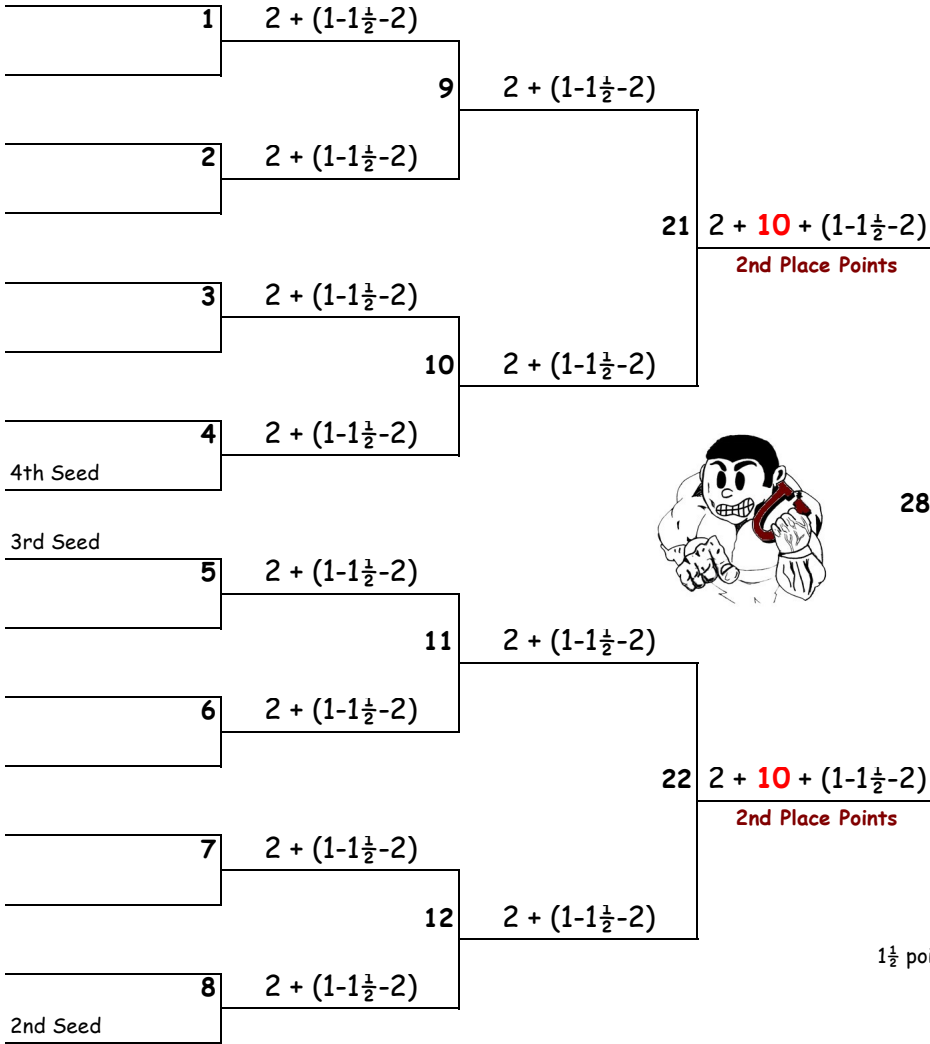 1 2 + (1-1½-2)
9 2 + (1-1½-2)
2 2 + (1-1½-2)
21 2 + 10 + (1-1½-2)
2nd Place Points
3 2 + (1-1½-2)
10 2 + (1-1½-2)
4 2 + (1-1½-2)
4th Seed
28
3rd Seed
5 2 + (1-1½-2)
11 2 + (1-1½-2)
6 2 + (1-1½-2)
22 2 + 10 + (1-1½-2)
2nd Place Points
7 2 + (1-1½-2)
12 2 + (1-1½-2)
1½ poi
8 2 + (1-1½-2)
2nd Seed